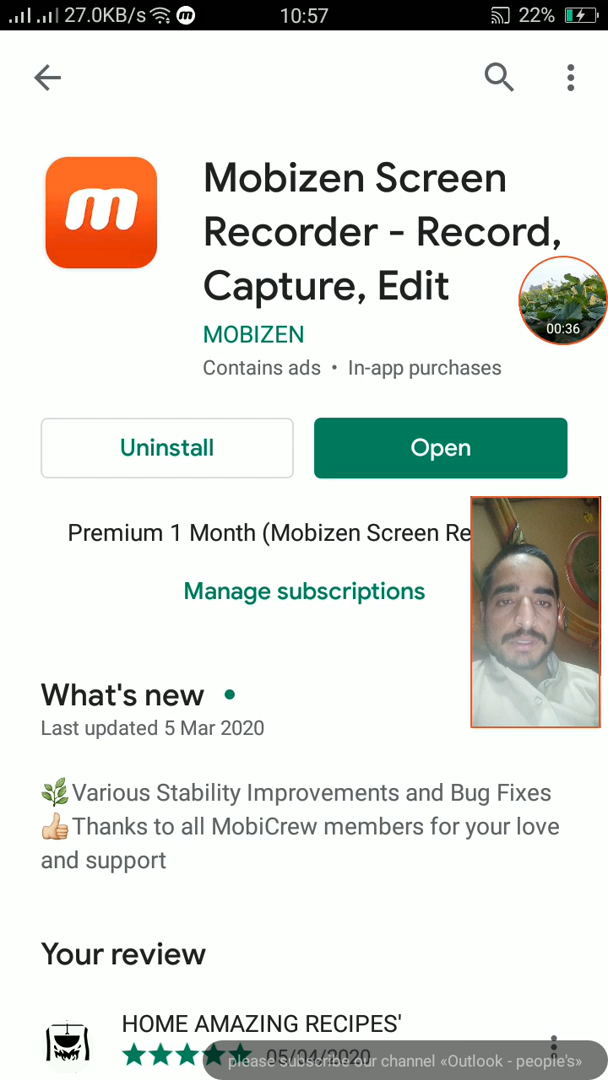 27.0KB/s 10:57 22%
Mobizen Screen
Recorder - Record,
Capture, Edit
00:36
MOBIZEN
Contains ads • In-app purchases
Uninstall Open
Premium 1 Month (Mobizen Screen Re
Manage subscriptions
What's new
Last updated 5 Mar 2020
🌿Various Stability Improvements and Bug Fixes
👍🏻Thanks to all MobiCrew members for your love
and support
Your review
HOME AMAZING RECIPES'
05/04/2020
please subscribe our channel «Outlook - people's»